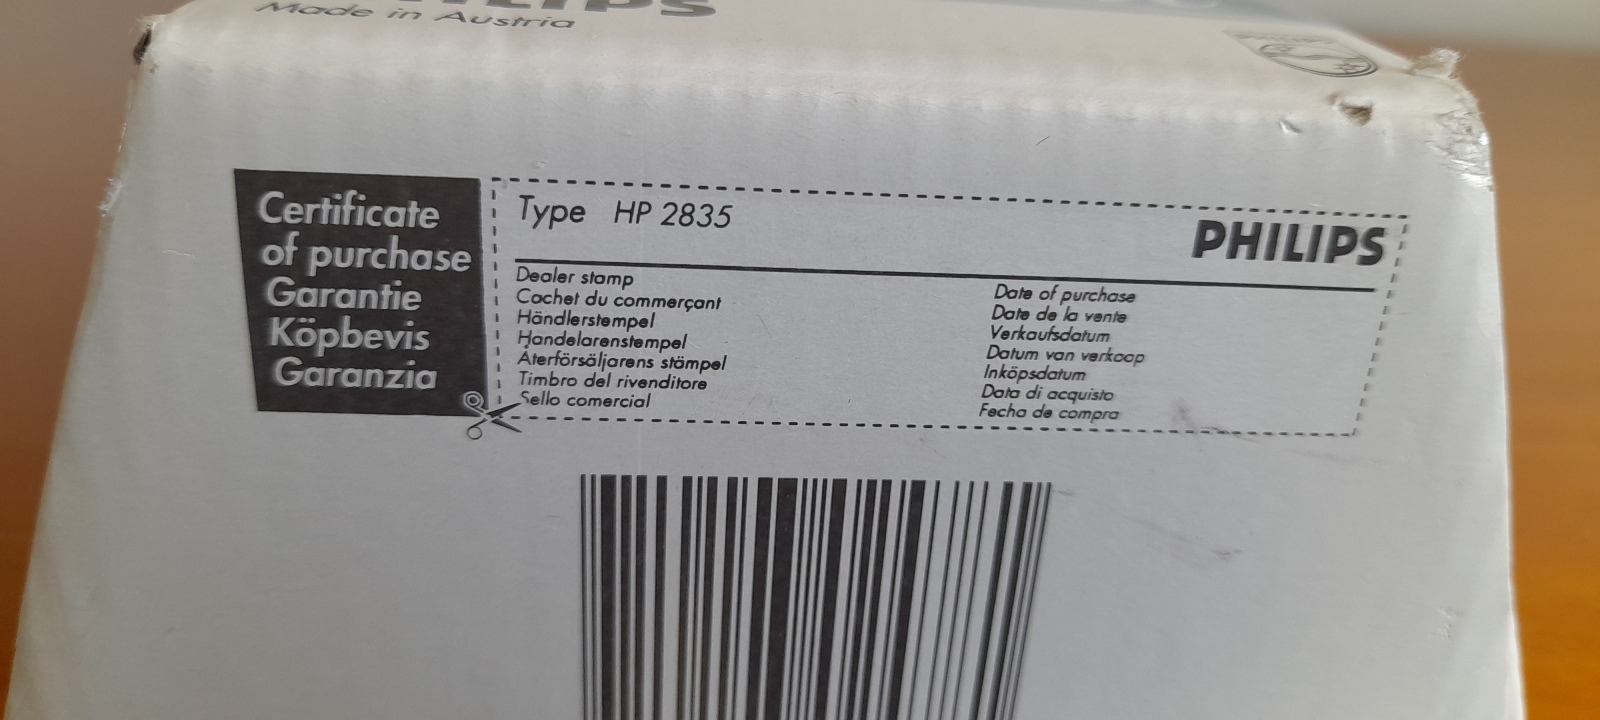 PHILIPS
Made in Austria
Certificate
of purchase
Garantie
Köpbevis
Garanzia
Type HP 2835
PHILIPS
Dealer stamp
Cachet du commerçant
Händlerstempel
Handelarenstempel
Återförsäljarens stämpel
Timbro del rivenditore
Sello comercial
Date of purchase
Date de la vente
Verkaufsdatum
Datum van verkoop
Inköpsdatum
Data di acquisto
Fecha de compra